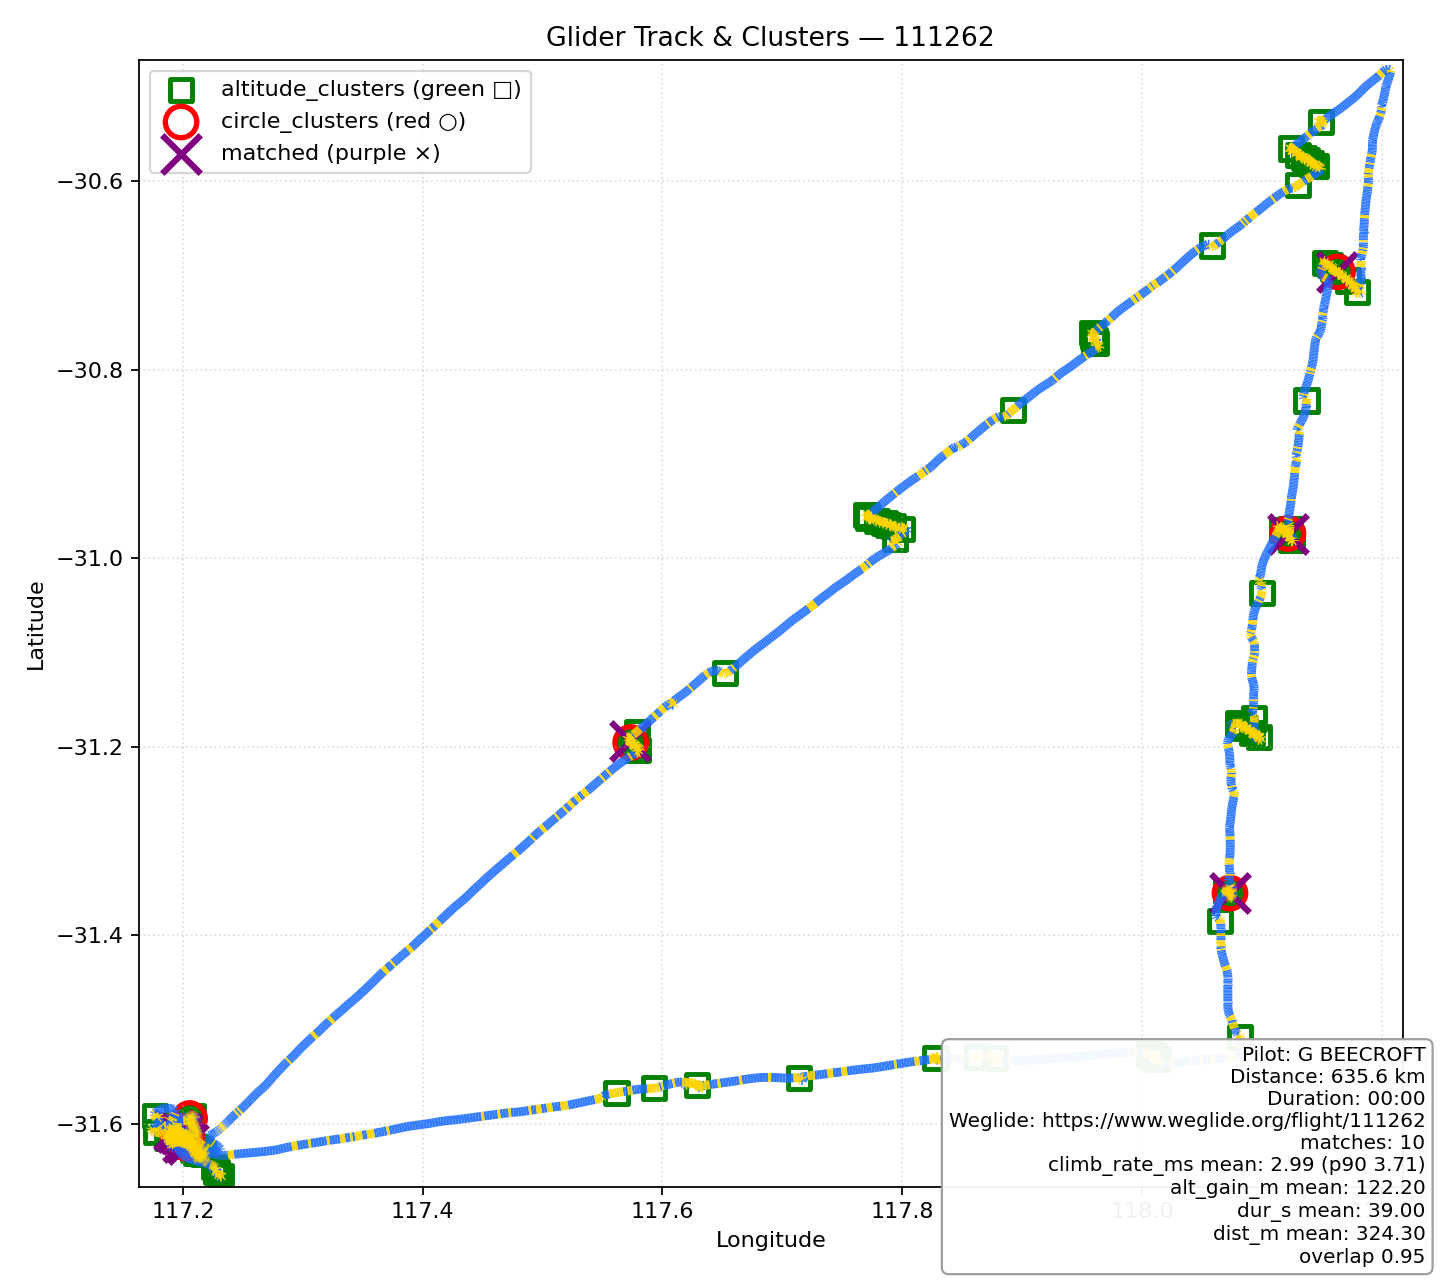 Glider Track & Clusters — 111262
altitude_clusters (green □)
circle_clusters (red ○)
matched (purple ×)
−30.6
−30.8
−31.0
−31.2
−31.4
−31.6
Latitude
117.2
117.4
117.6
117.8
118.0
Longitude
Pilot: G BEECROFT
Distance: 635.6 km
Duration: 00:00
Weglide: https://www.weglide.org/flight/111262
matches: 10
climb_rate_ms mean: 2.99 (p90 3.71)
alt_gain_m mean: 122.20
dur_s mean: 39.00
dist_m mean: 324.30
overlap 0.95